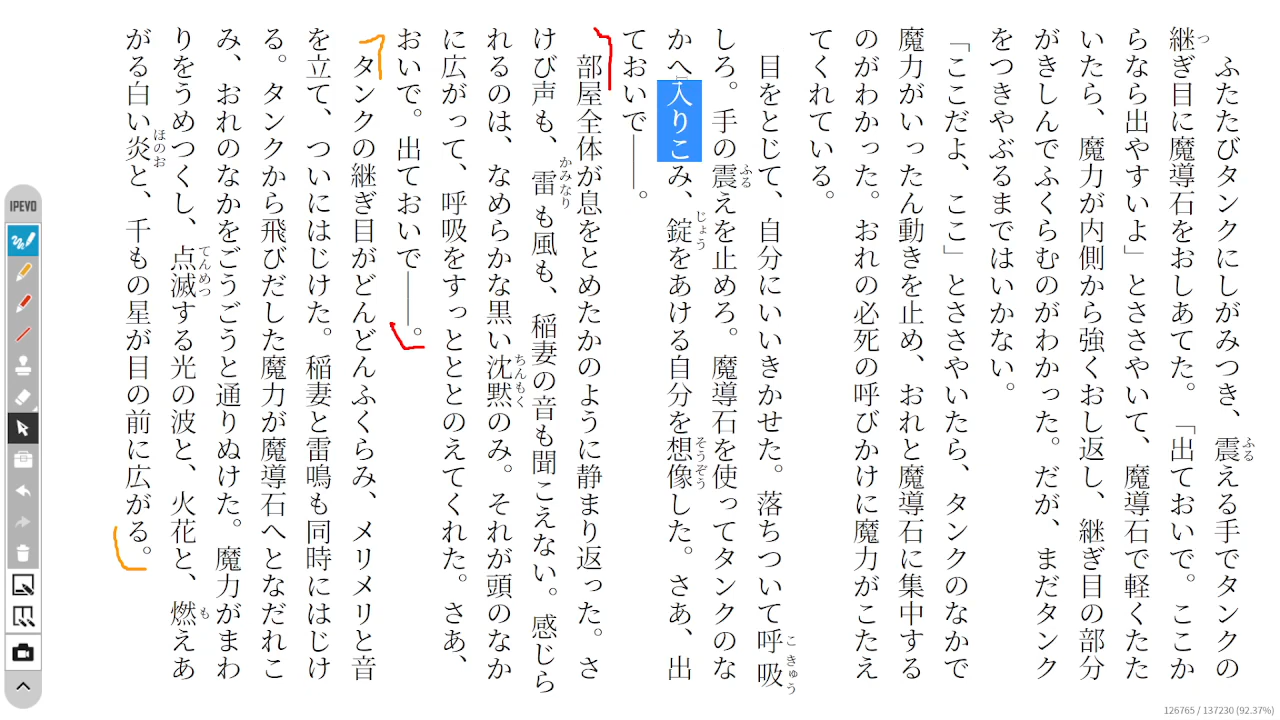 ふたたびタンクにしがみつき、震える手でタンクの
継ぎ目に魔導石をおしあてた。「出ておいで。ここか
らなら出やすいよ」とささやいて、魔導石で軽くたた
いたら、魔力が内側から強くおし返し、継ぎ目の部分
がきしんでふくらむのがわかった。だが、まだタンク
をつきやぶるまではいかない。
「ここだよ、ここ」とささやいたら、タンクのなかで
魔力がいったん動きを止め、おれと魔導石に集中する
のがわかった。おれの必死の呼びかけに魔力がこたえ
てくれている。
目をとじて、自分にいいきかせた。落ちついて呼吸
しろ。手の震えを止めろ。魔導石を使ってタンクのな
かへ入りこみ、錠をあける自分を想像した。さあ、出
ておいで――。
部屋全体が息をとめたかのように静まり返った。さ
けび声も、雷も風も、稲妻の音も聞こえない。感じら
れるのは、なめらかな黒い沈黙のみ。それが頭のなか
に広がって、呼吸をすっととのえてくれた。さあ、
おいで。出ておいで――。
タンクの継ぎ目がどんどんふくらみ、メリメリと音
を立て、ついにはじけた。稲妻と雷鳴も同時にはじけ
る。タンクから飛びだした魔力が魔導石へとなだれこ
み、おれのなかをごうごうと通りぬけた。魔力がまわ
りをうめつくし、点滅する光の波と、火花と、燃えあ
がる白い炎と、千もの星が目の前に広がる。
IPEVO
126765 / 137230 (92.37%)